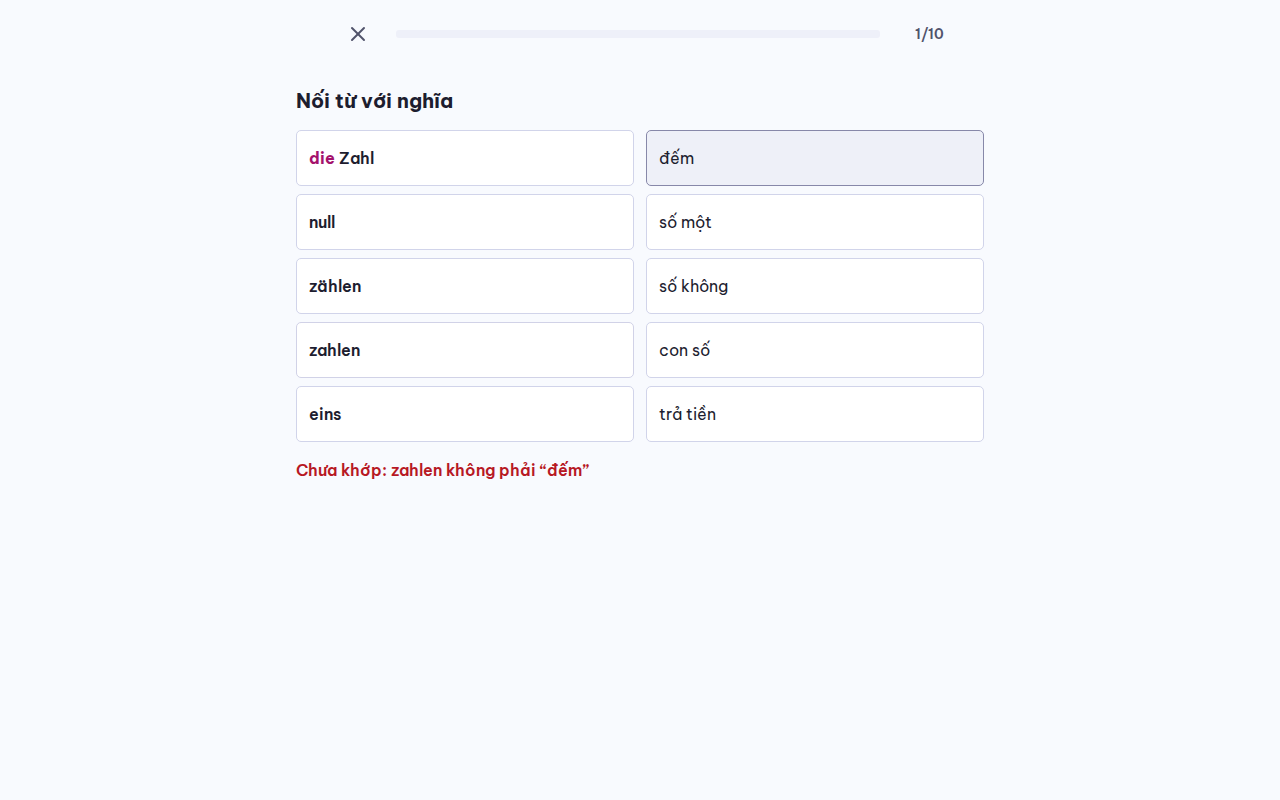 1/10
Nối từ với nghĩa
die Zahl
đếm
null
số một
zählen
số không
zahlen
con số
eins
trả tiền
Chưa khớp: zahlen không phải “đếm”